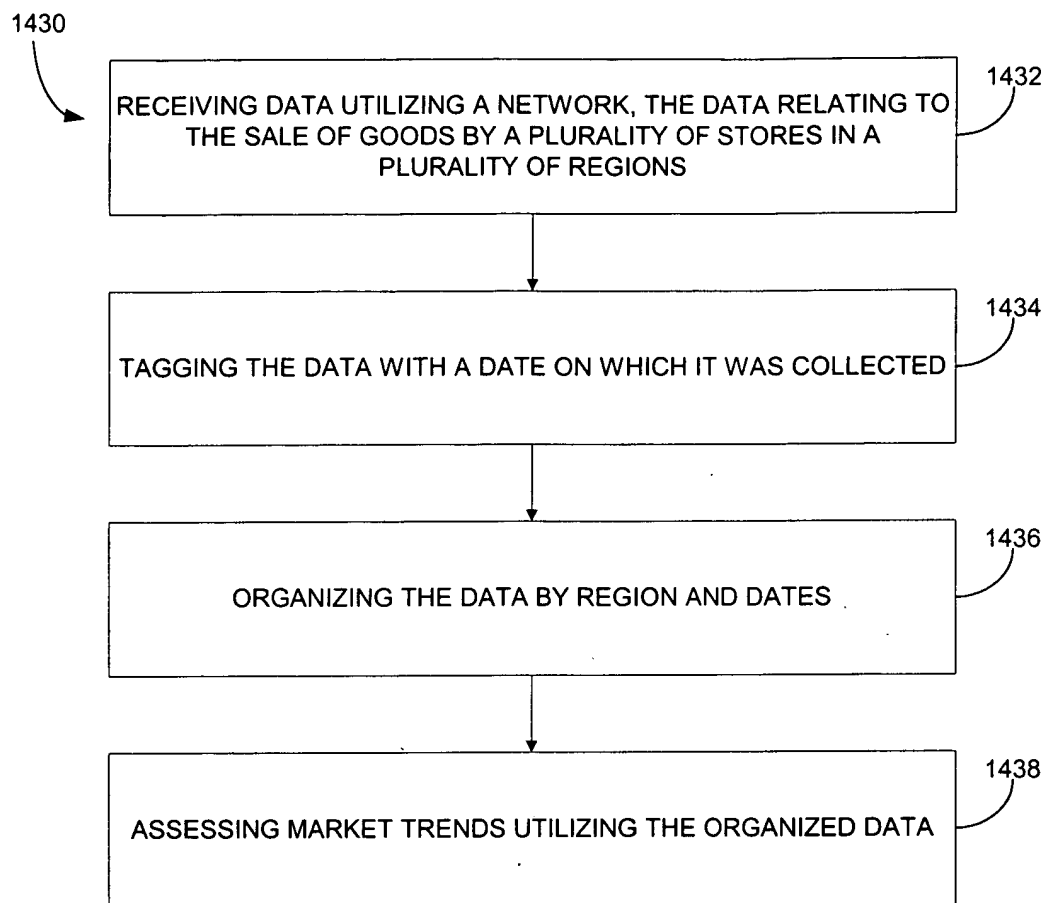 1430
1432
RECEIVING DATA UTILIZING A NETWORK, THE DATA RELATING TO
THE SALE OF GOODS BY A PLURALITY OF STORES IN A
PLURALITY OF REGIONS
1434
TAGGING THE DATA WITH A DATE ON WHICH IT WAS COLLECTED
1436
ORGANIZING THE DATA BY REGION AND DATES
1438
ASSESSING MARKET TRENDS UTILIZING THE ORGANIZED DATA